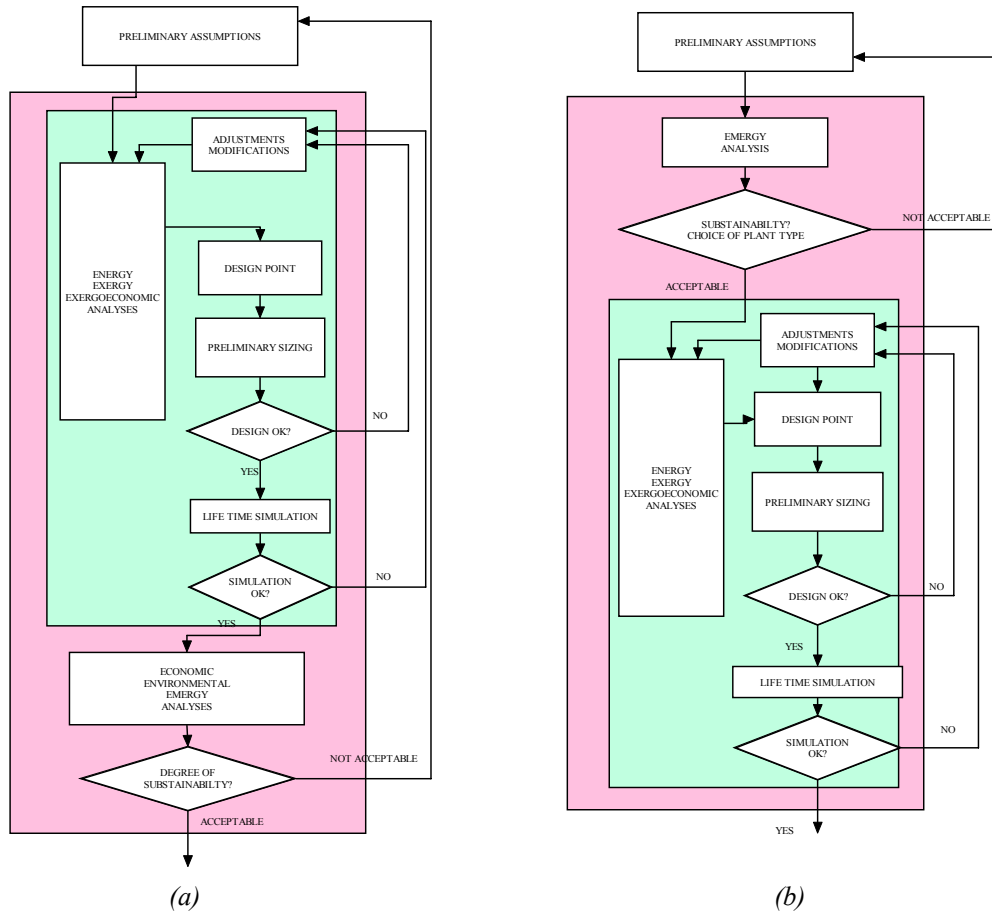 PRELIMINARY ASSUMPTIONS
ADJUSTMENTS
MODIFICATIONS
ENERGY
EXERGY
EXERGOECONOMIC
ANALYSES
DESIGN POINT
PRELIMINARY SIZING
DESIGN OK?
NO
YES
LIFE TIME SIMULATION
SIMULATION
OK?
NO
YES
ECONOMIC
ENVIRONMENTAL
EMERGY
ANALYSES
DEGREE OF
SUBSTAINABILTY?
NOT ACCEPTABLE
ACCEPTABLE
(a)
PRELIMINARY ASSUMPTIONS
EMERGY
ANALYSIS
SUBSTAINABILTY?
CHOICE OF PLANT TYPE
NOT ACCEPTABLE
ACCEPTABLE
ADJUSTMENTS
MODIFICATIONS
ENERGY
EXERGY
EXERGOECONOMIC
ANALYSES
DESIGN POINT
PRELIMINARY SIZING
DESIGN OK?
NO
YES
LIFE TIME SIMULATION
SIMULATION
OK?
NO
YES
(b)